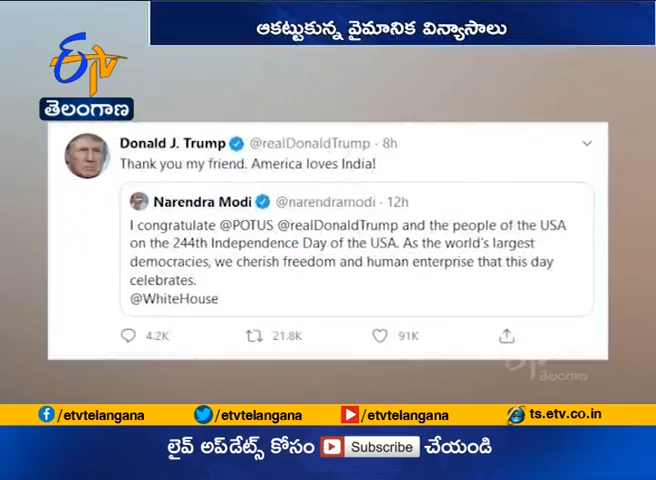 ఆకట్టుకున్న వైమానిక విన్యాసాలు
ETV
తెలంగాణ
Donald J. Trump @realDonaldTrump · 8h
Thank you my friend. America loves India!
Narendra Modi @narendramodi · 12h
I congratulate @POTUS @realDonaldTrump and the people of the USA
on the 244th Independence Day of the USA. As the world's largest
democracies, we cherish freedom and human enterprise that this day
celebrates.
@WhiteHouse
4.2K 21.8K 91K
ETV
తెలంగాణ
/etvtelangana /etvtelangana /etvtelangana ts.etv.co.in
లైవ్ అప్‌డేట్స్ కోసం Subscribe చేయండి